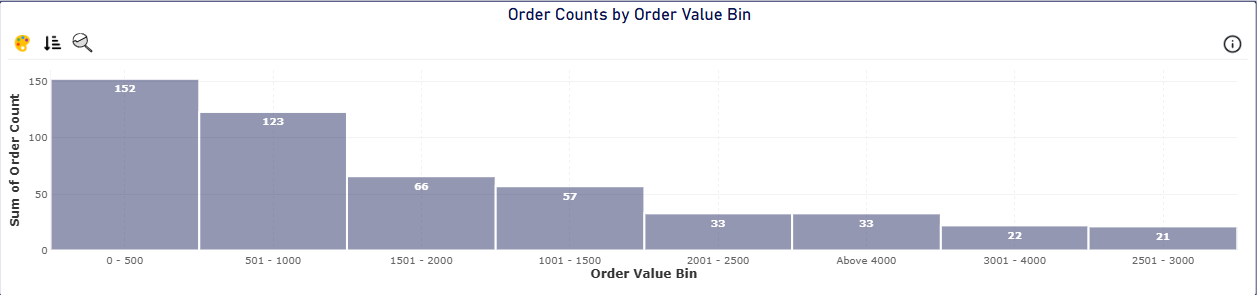 Order Counts by Order Value Bin
150
100
50
0
Sum of Order Count
152
123
66
57
33
33
22
21
0 - 500
501 - 1000
1501 - 2000
1001 - 1500
2001 - 2500
Above 4000
3001 - 4000
2501 - 3000
Order Value Bin